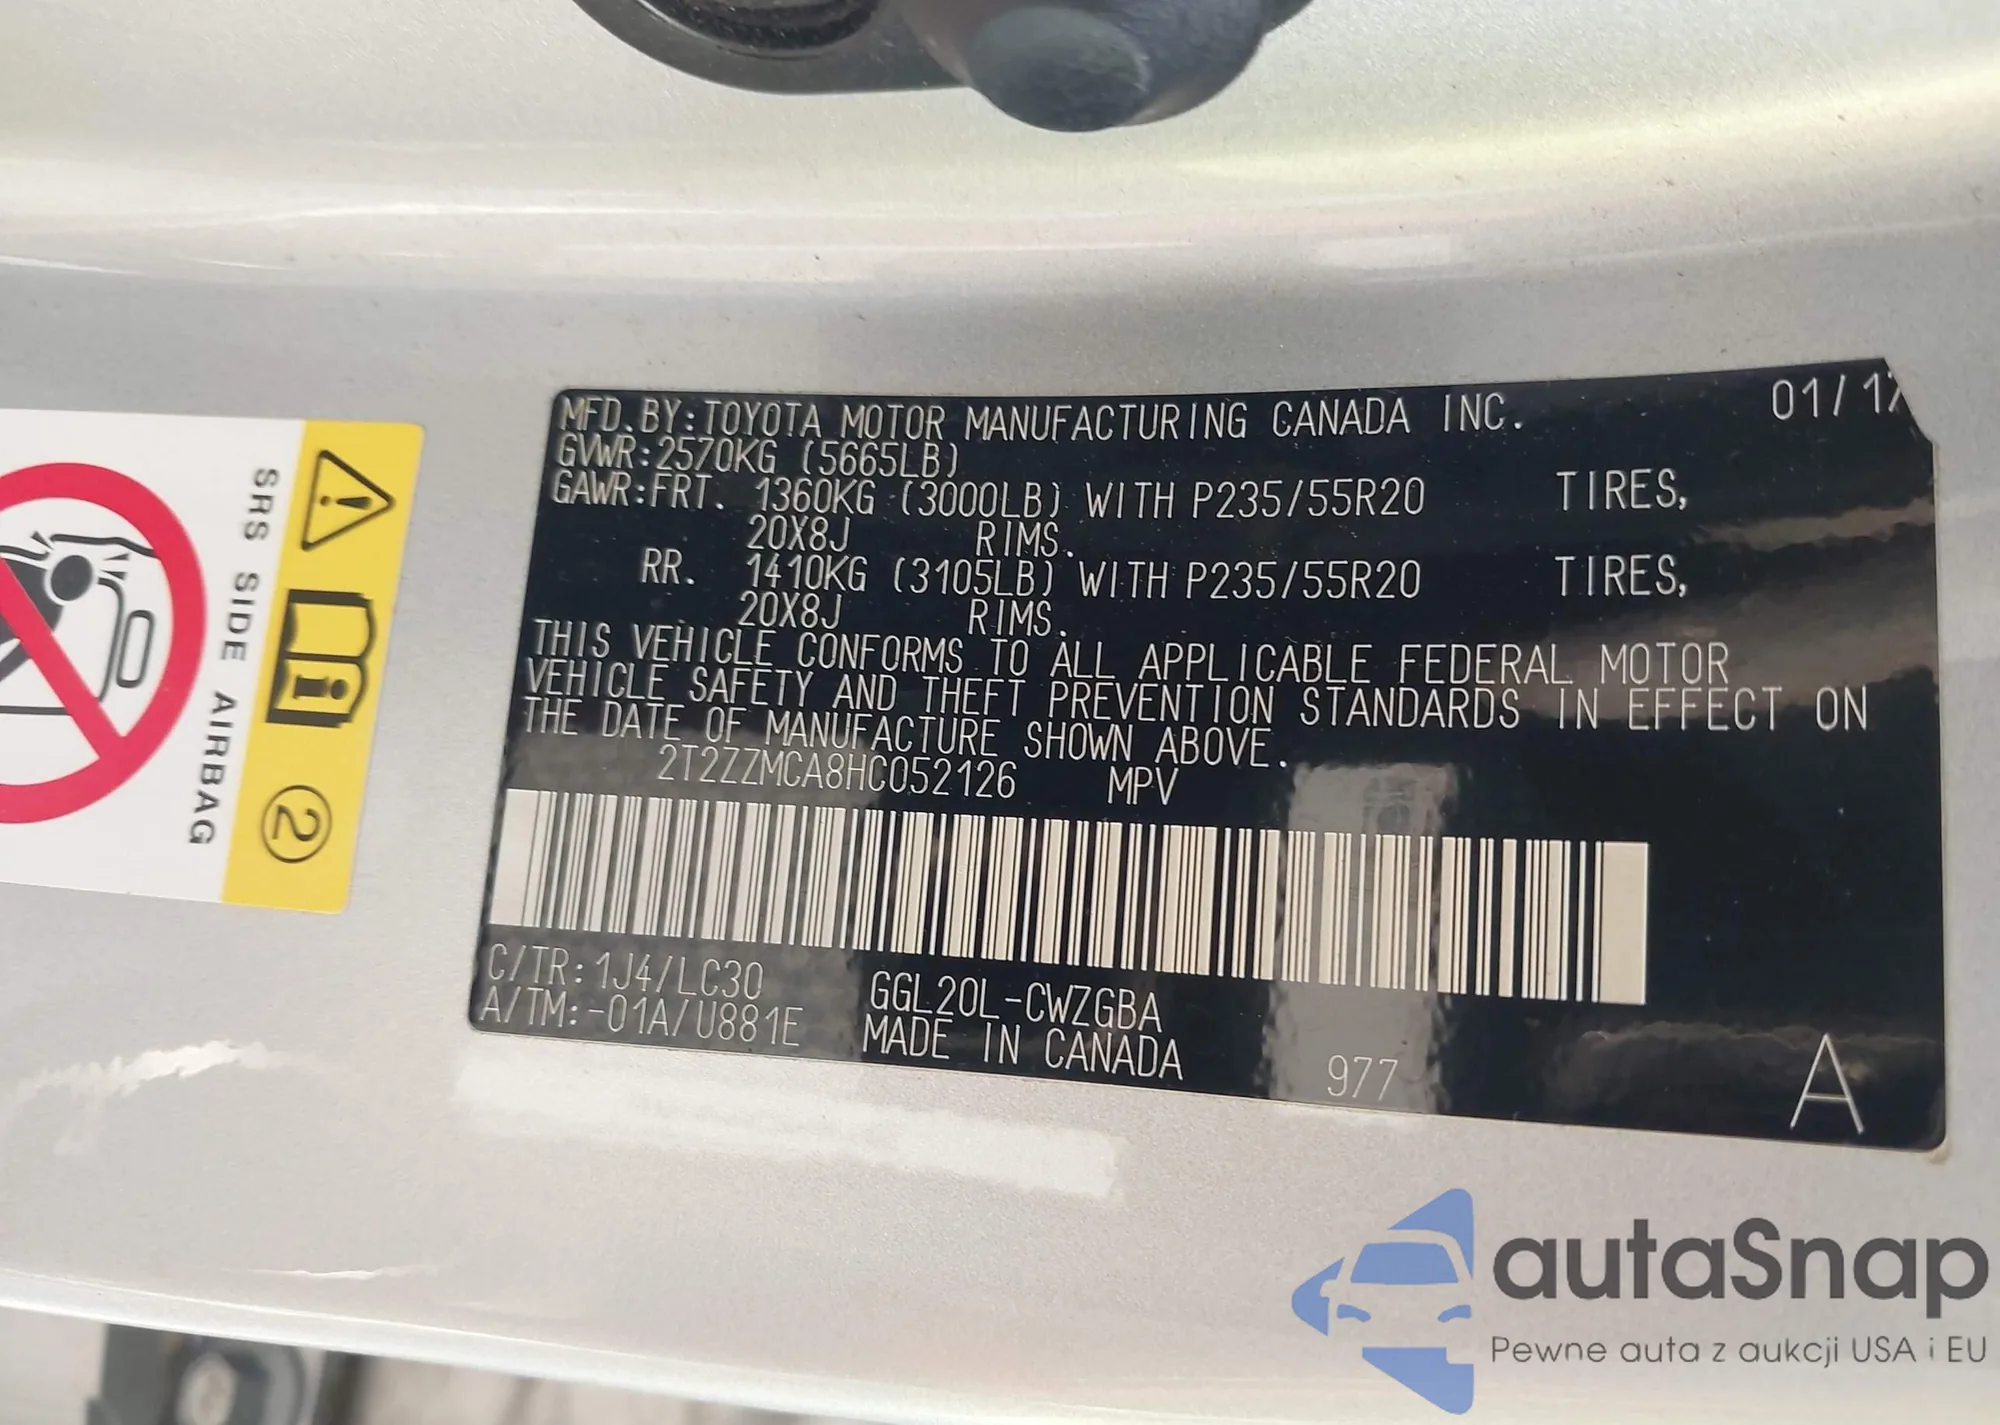 MFD.BY:TOYOTA MOTOR MANUFACTURING CANADA INC. 01/17
GVWR:2570KG (5665LB)
GAWR:FRT. 1360KG (3000LB) WITH P235/55R20 TIRES,
20X8J RIMS.
RR. 1410KG (3105LB) WITH P235/55R20 TIRES,
20X8J RIMS.
THIS VEHICLE CONFORMS TO ALL APPLICABLE FEDERAL MOTOR
VEHICLE SAFETY AND THEFT PREVENTION STANDARDS IN EFFECT ON
THE DATE OF MANUFACTURE SHOWN ABOVE.
2T2ZZMCA8HC052126 MPV
C/TR:1J4/LC30 GGL20L-CWZGBA
A/TM:-01A/U881E MADE IN CANADA 977 A
SRS SIDE AIRBAG
2
autaSnap
Pewne auta z aukcji USA i EU